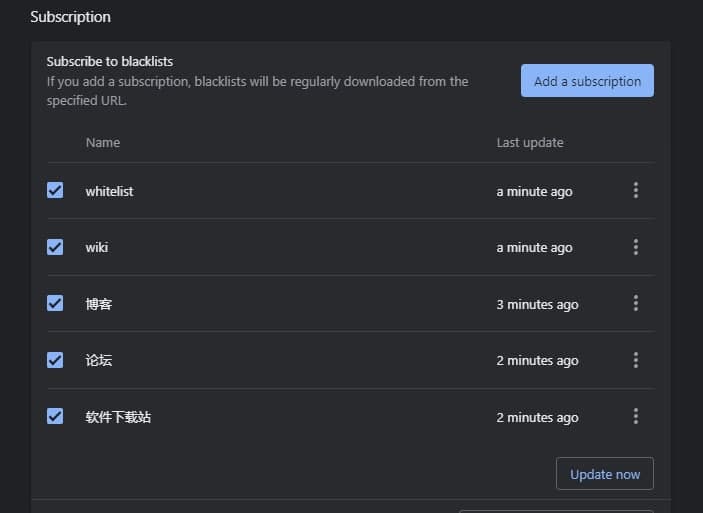 Subscription
Subscribe to blacklists
If you add a subscription, blacklists will be regularly downloaded from the
specified URL.
Add a subscription
Name Last update
whitelist a minute ago
wiki a minute ago
博客 3 minutes ago
论坛 2 minutes ago
软件下载站 2 minutes ago
Update now